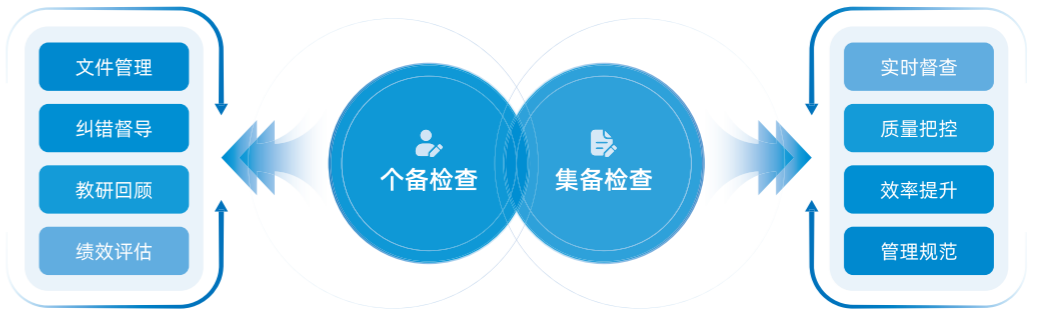 文件管理
纠错督导
教研回顾
绩效评估
个备检查
集备检查
实时督查
质量把控
效率提升
管理规范